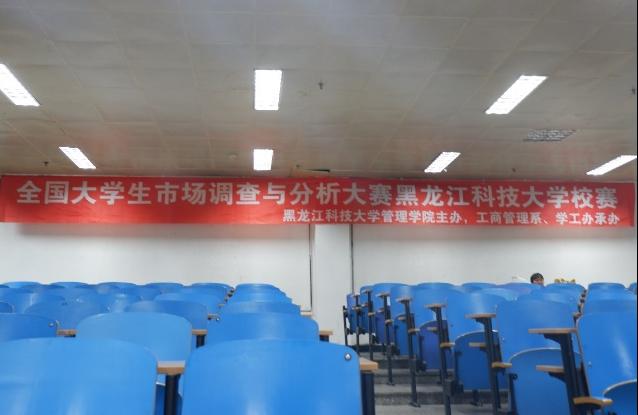 全国大学生市场调查与分析大赛黑龙江科技大学校赛
黑龙江科技大学管理学院主办，工商管理系、学工办承办